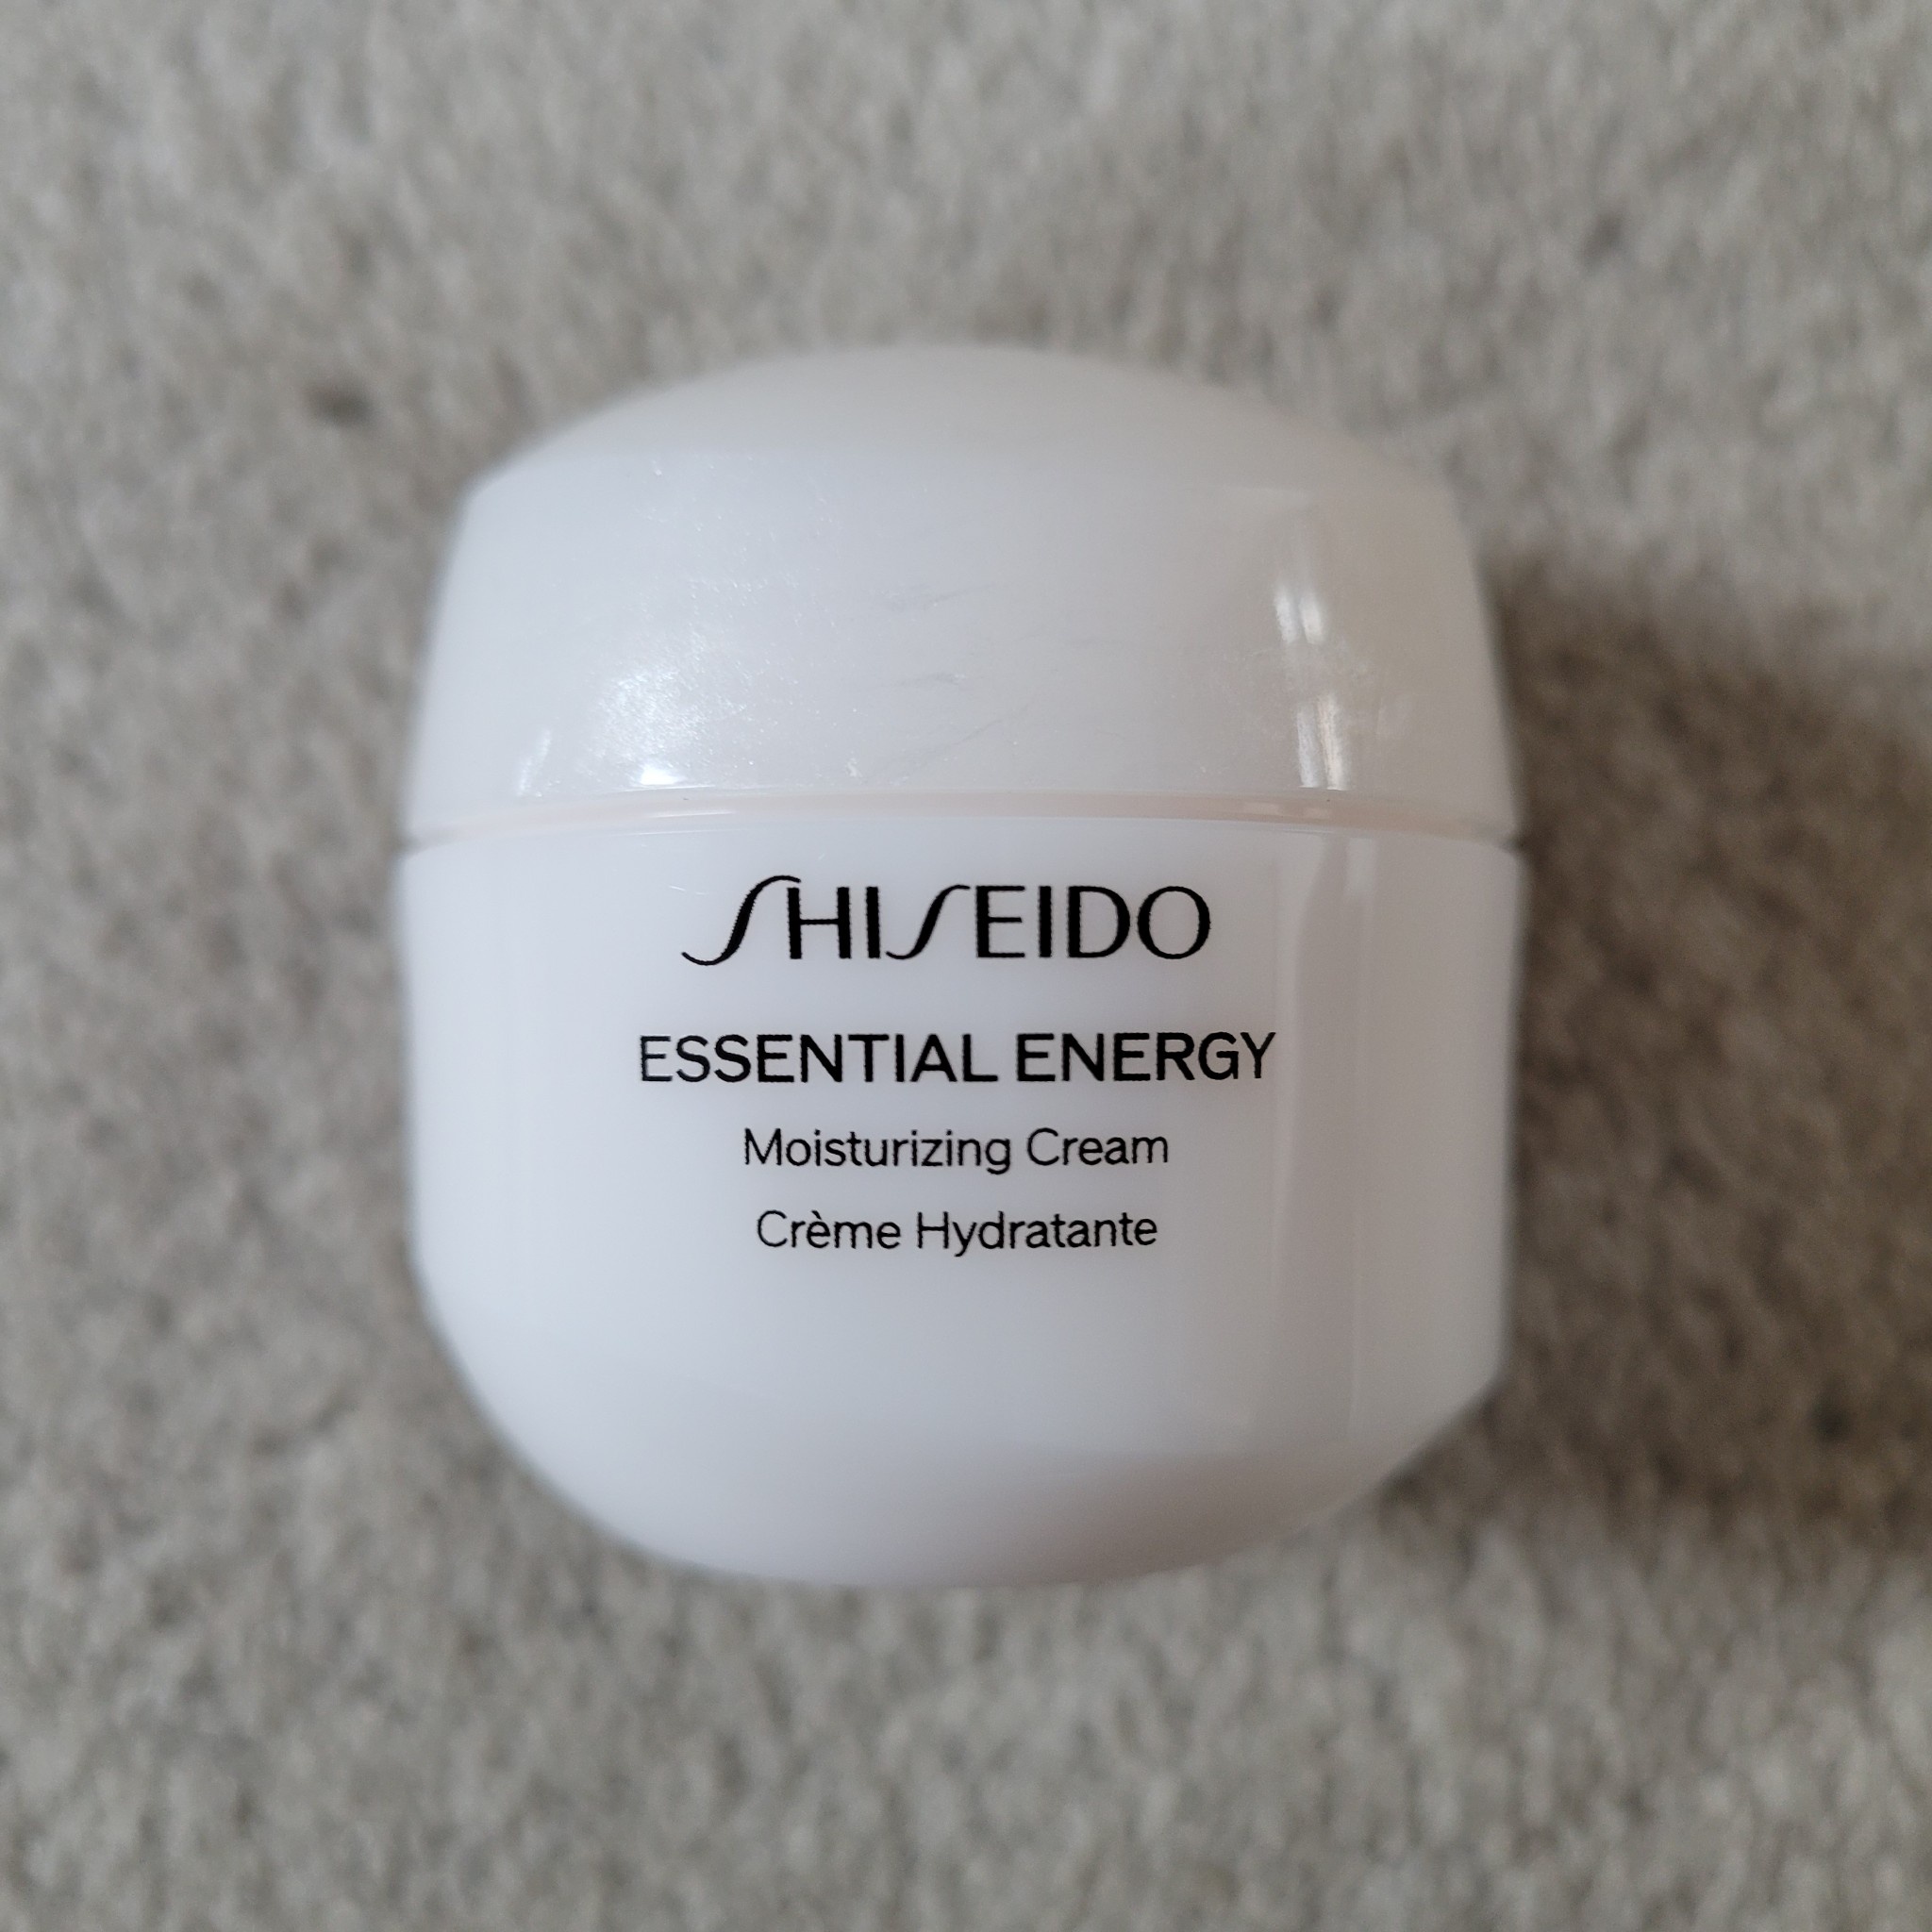 SHISEIDO
ESSENTIAL ENERGY
Moisturizing Cream
Crème Hydratante